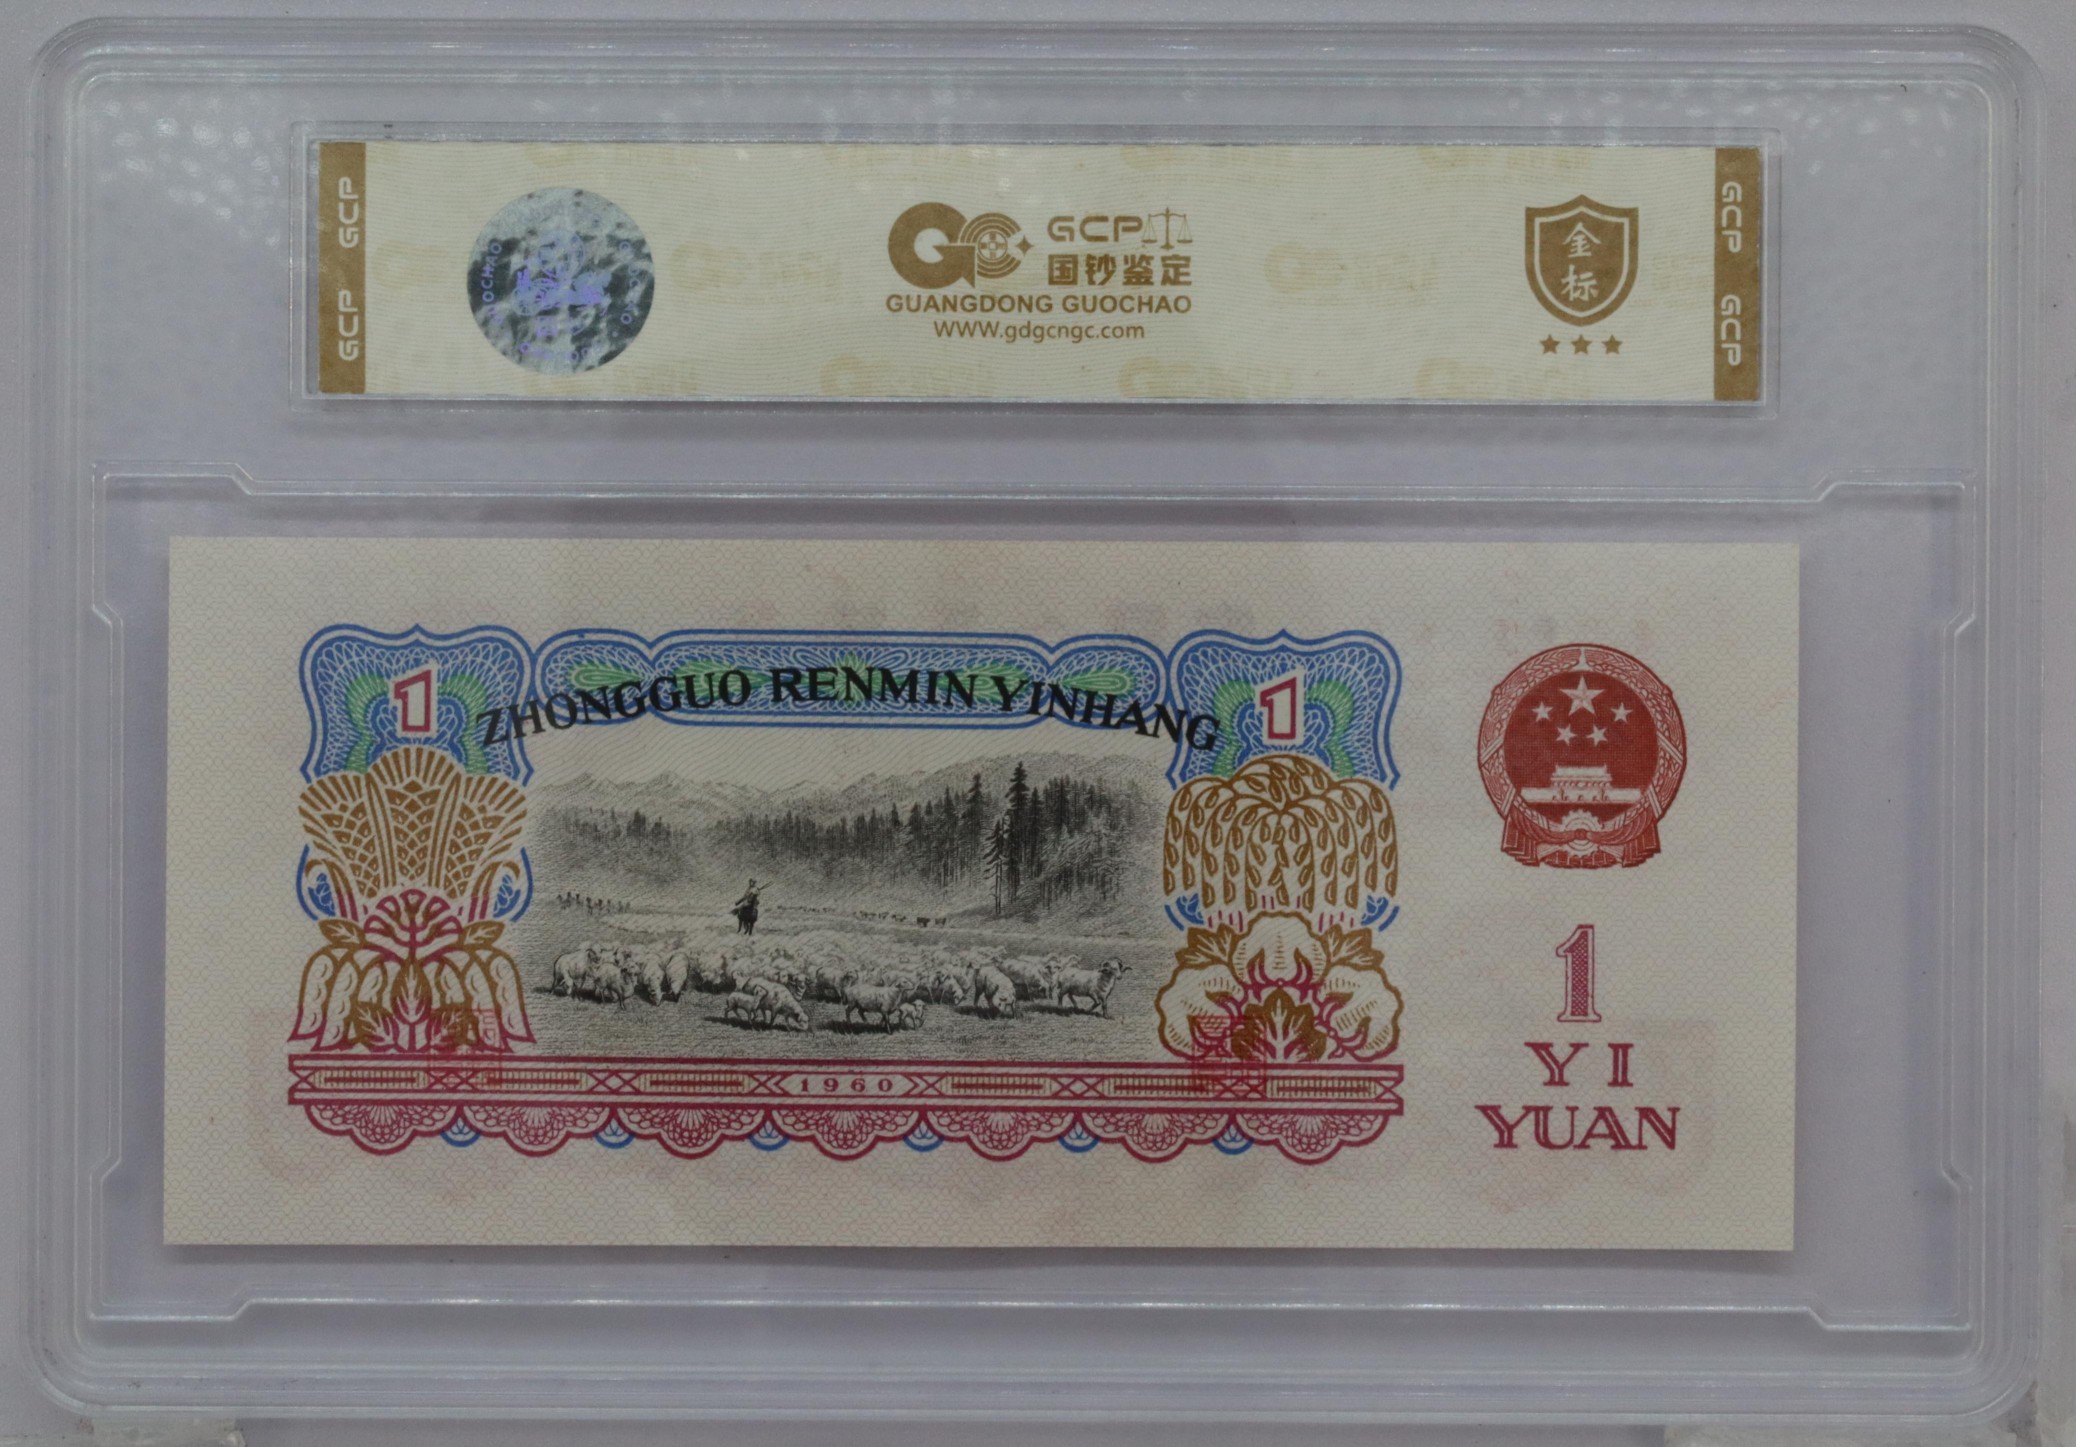 GCP GCP
GCP
国钞鉴定
GUANGDONG GUOCHAO
WWW.gdgcngc.com
金
标
GCP GCP
1
ZHONGGUO RENMIN YINHANG
1
1960
1
YI
YUAN